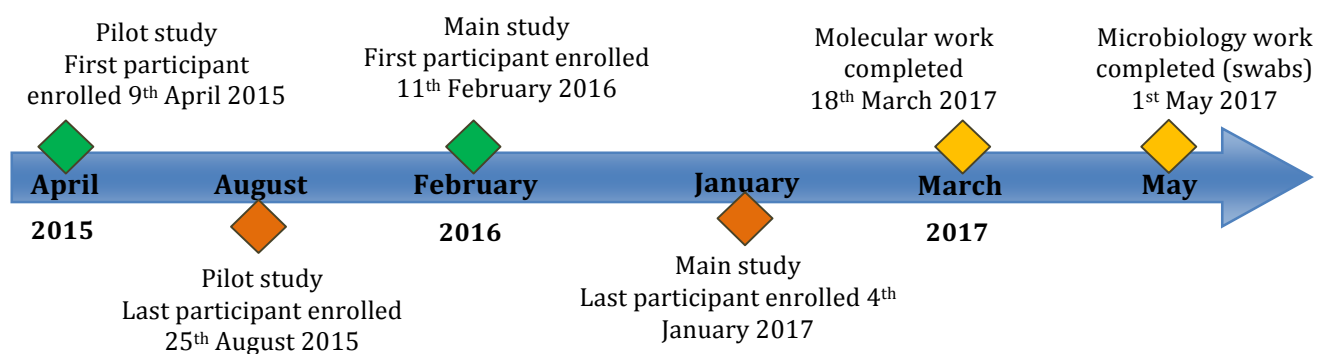 Pilot study
First participant
enrolled 9th April 2015
Main study
First participant enrolled
11th February 2016
Molecular work
completed
18th March 2017
Microbiology work
completed (swabs)
1st May 2017
April
August
February
January
March
May
2015
2016
2017
Pilot study
Last participant enrolled
25th August 2015
Main study
Last participant enrolled 4th
January 2017